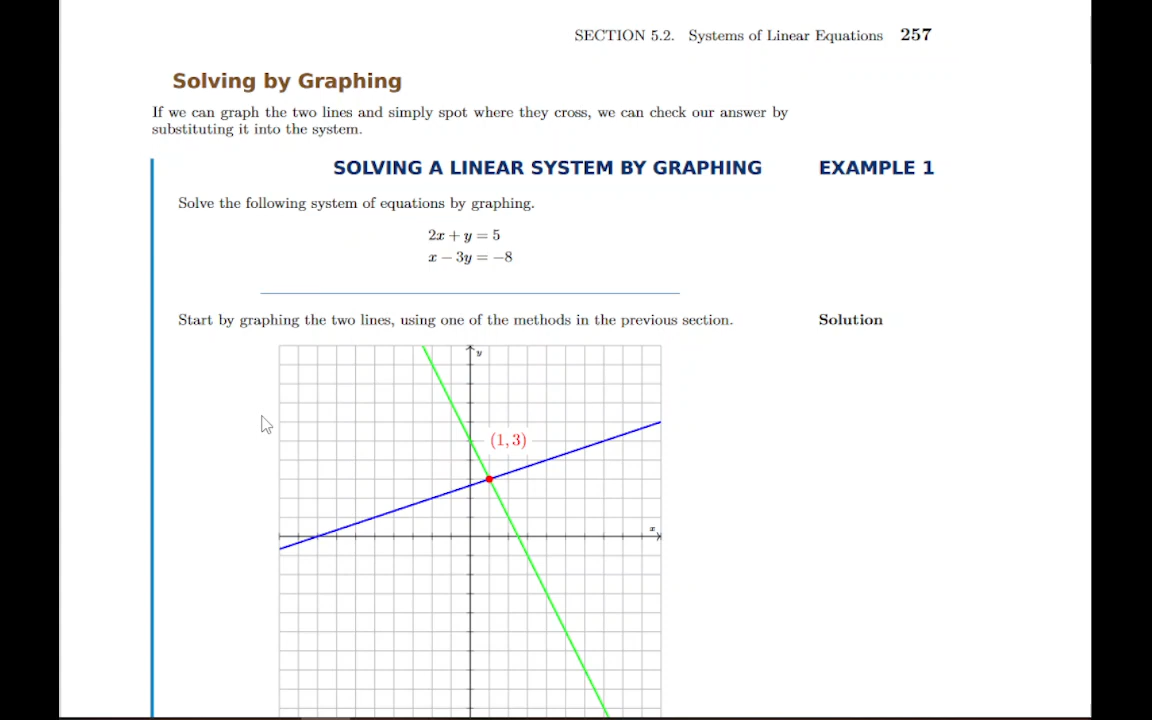 SECTION 5.2. Systems of Linear Equations 257
Solving by Graphing
If we can graph the two lines and simply spot where they cross, we can check our answer by
substituting it into the system.
SOLVING A LINEAR SYSTEM BY GRAPHING EXAMPLE 1
Solve the following system of equations by graphing.
2x + y = 5
x − 3y = −8
Start by graphing the two lines, using one of the methods in the previous section. Solution
y
(1, 3)
x